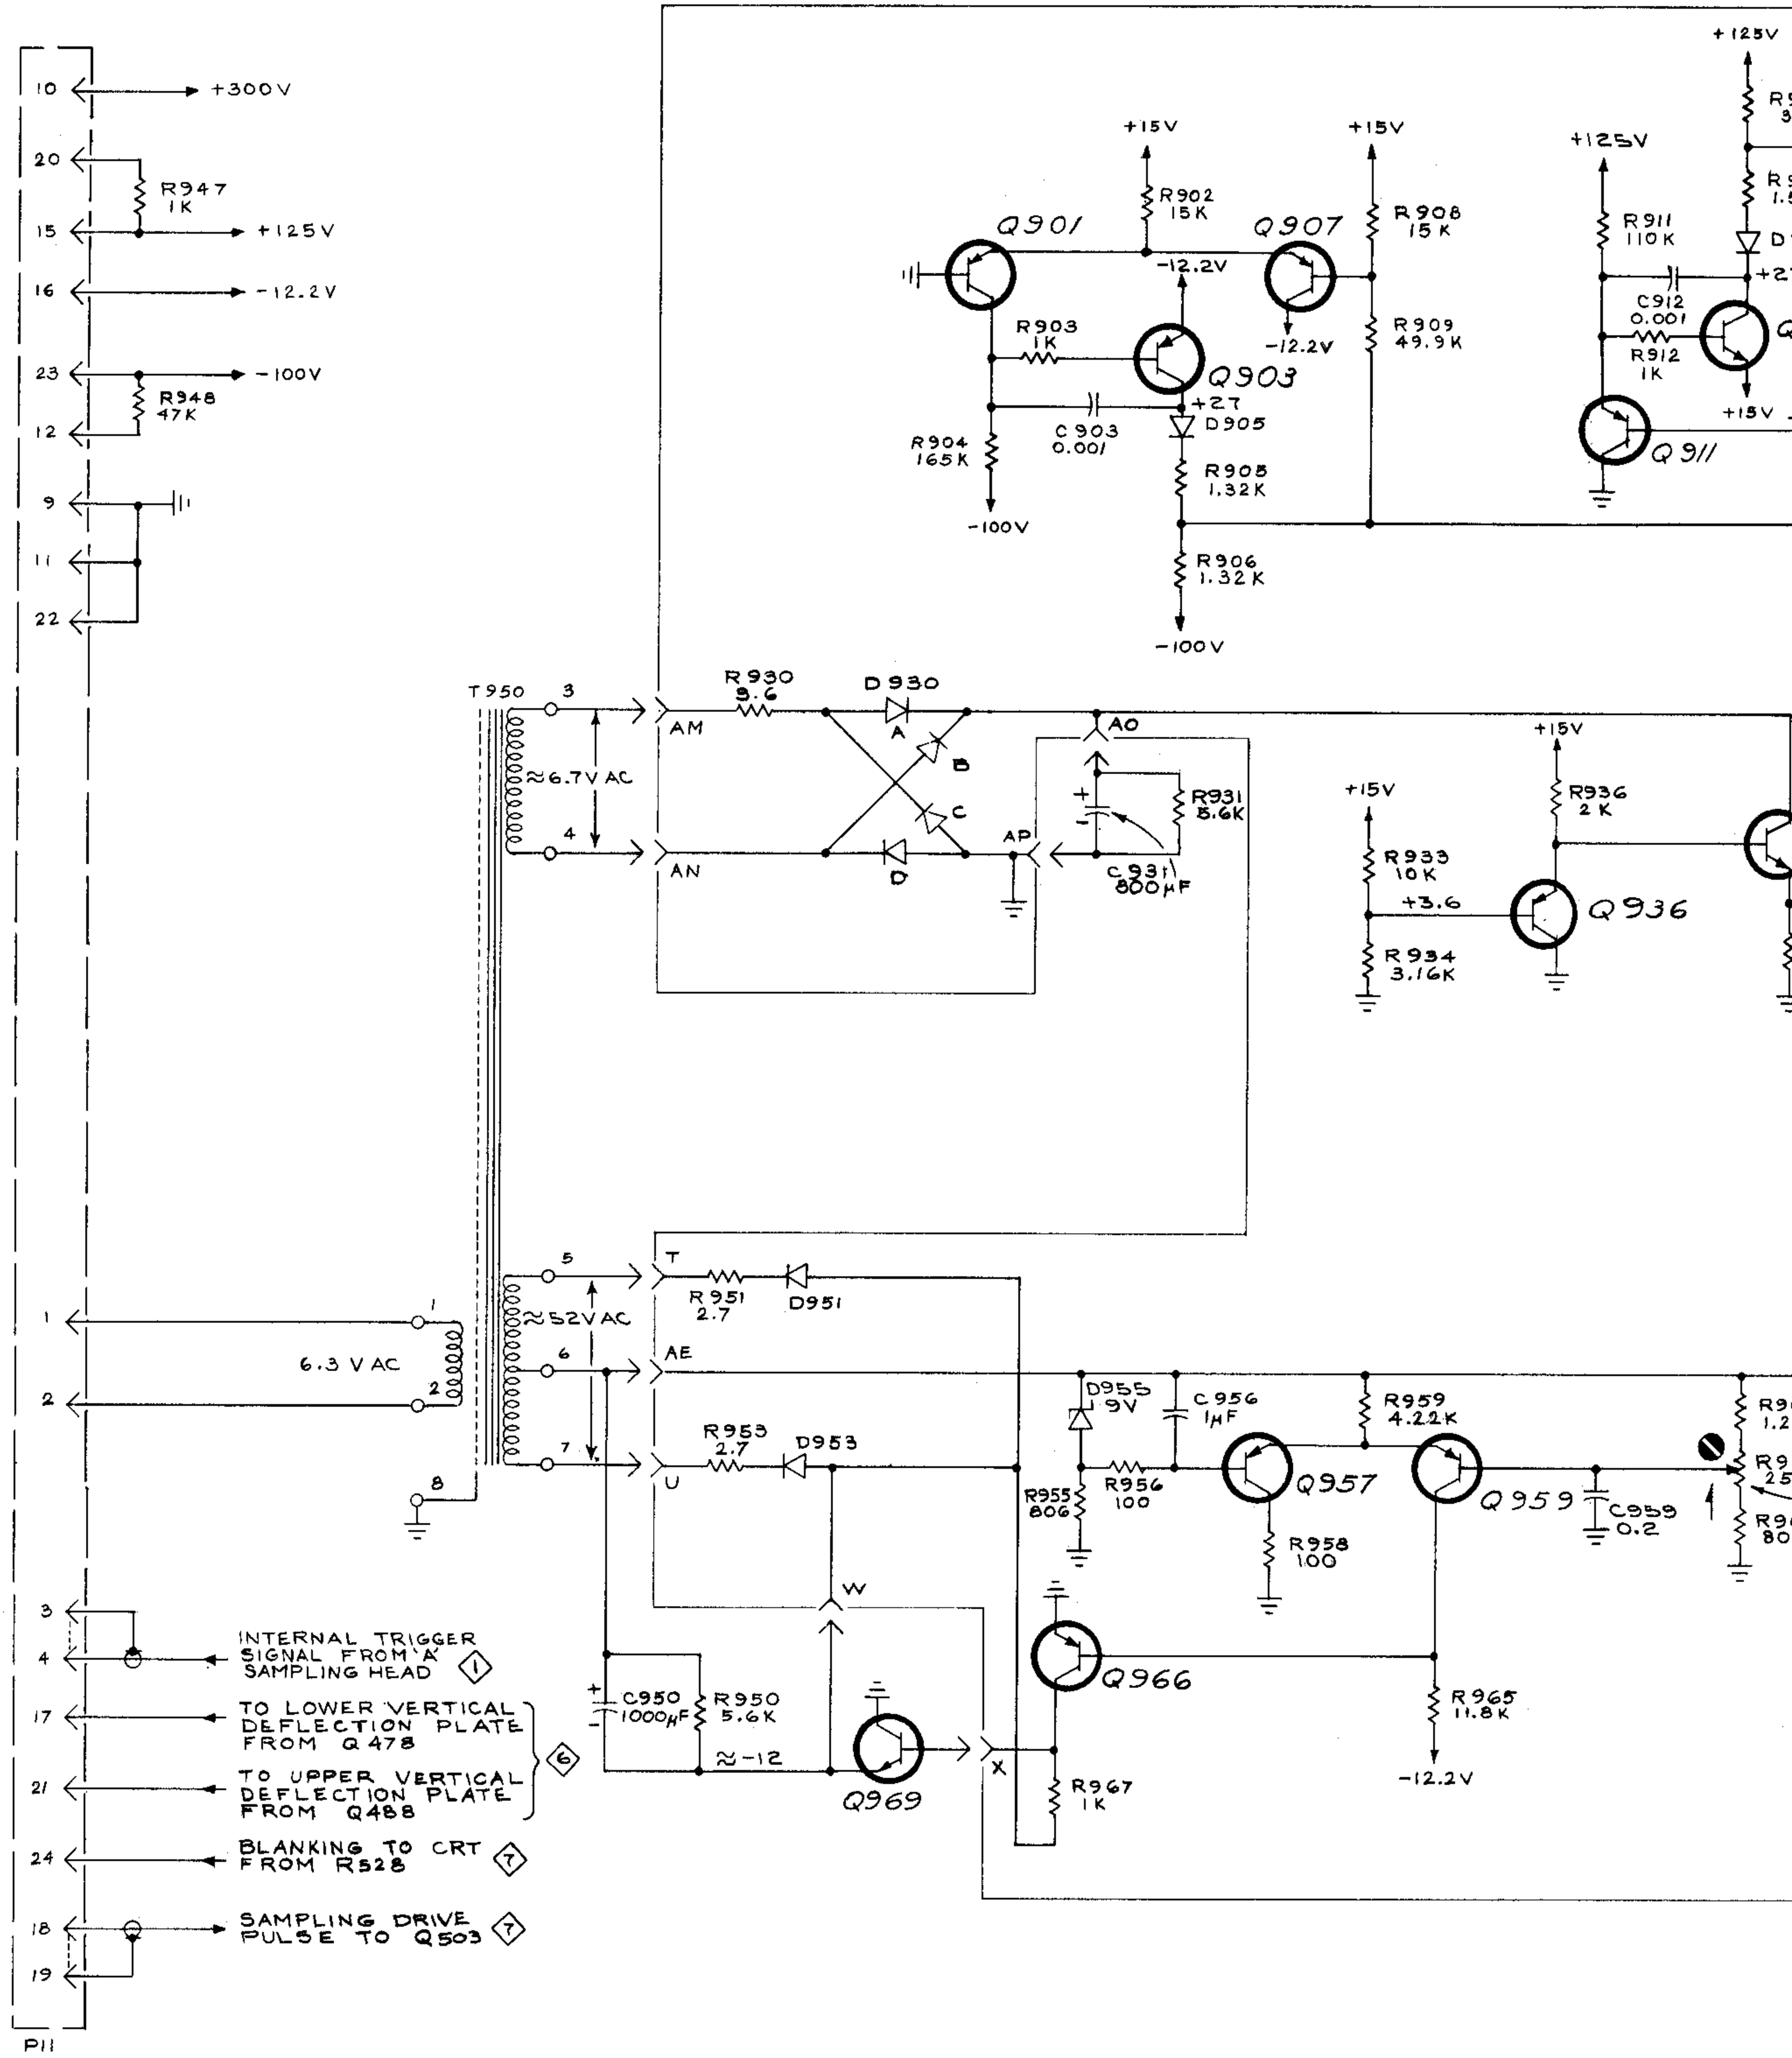 10
+300V
20
R947
1K
15
+125V
16
-12.2V
23
-100V
R948
47K
12
9
11
22
+15V
R902
15K
Q901
Q907
+15V
R908
15K
-12.2V
R903
1K
-12.2V
R909
49.9K
Q903
+27
D905
C903
0.001
R904
165K
R905
1.32K
-100V
R906
1.32K
-100V
+125V
+125V
R911
110K
C912
0.001
R912
1K
+15V
Q911
T950
3
≈6.7V AC
4
AM
AN
R930
3.6
D930
A
B
C
D
AO
AP
+
-
C931
800µF
R931
5.6K
+15V
R933
10K
+3.6
R934
3.16K
+15V
R936
2K
Q936
1
6.3 V AC
2
1
2
8
5
≈52V AC
6
7
T
R951
2.7
D951
AE
R953
2.7
D953
U
W
D955
9V
C956
1µF
R955
806
R956
100
Q957
R958
100
R959
4.22K
Q959
C959
0.2
Q966
R965
11.8K
-12.2V
R967
1K
X
+
-
C950
1000µF
R950
5.6K
≈-12
Q969
3
4
INTERNAL TRIGGER
SIGNAL FROM 'A'
SAMPLING HEAD
1
17
TO LOWER VERTICAL
DEFLECTION PLATE
FROM Q478
6
21
TO UPPER VERTICAL
DEFLECTION PLATE
FROM Q488
24
BLANKING TO CRT
FROM R528
7
18
SAMPLING DRIVE
PULSE TO Q503
7
19
P11